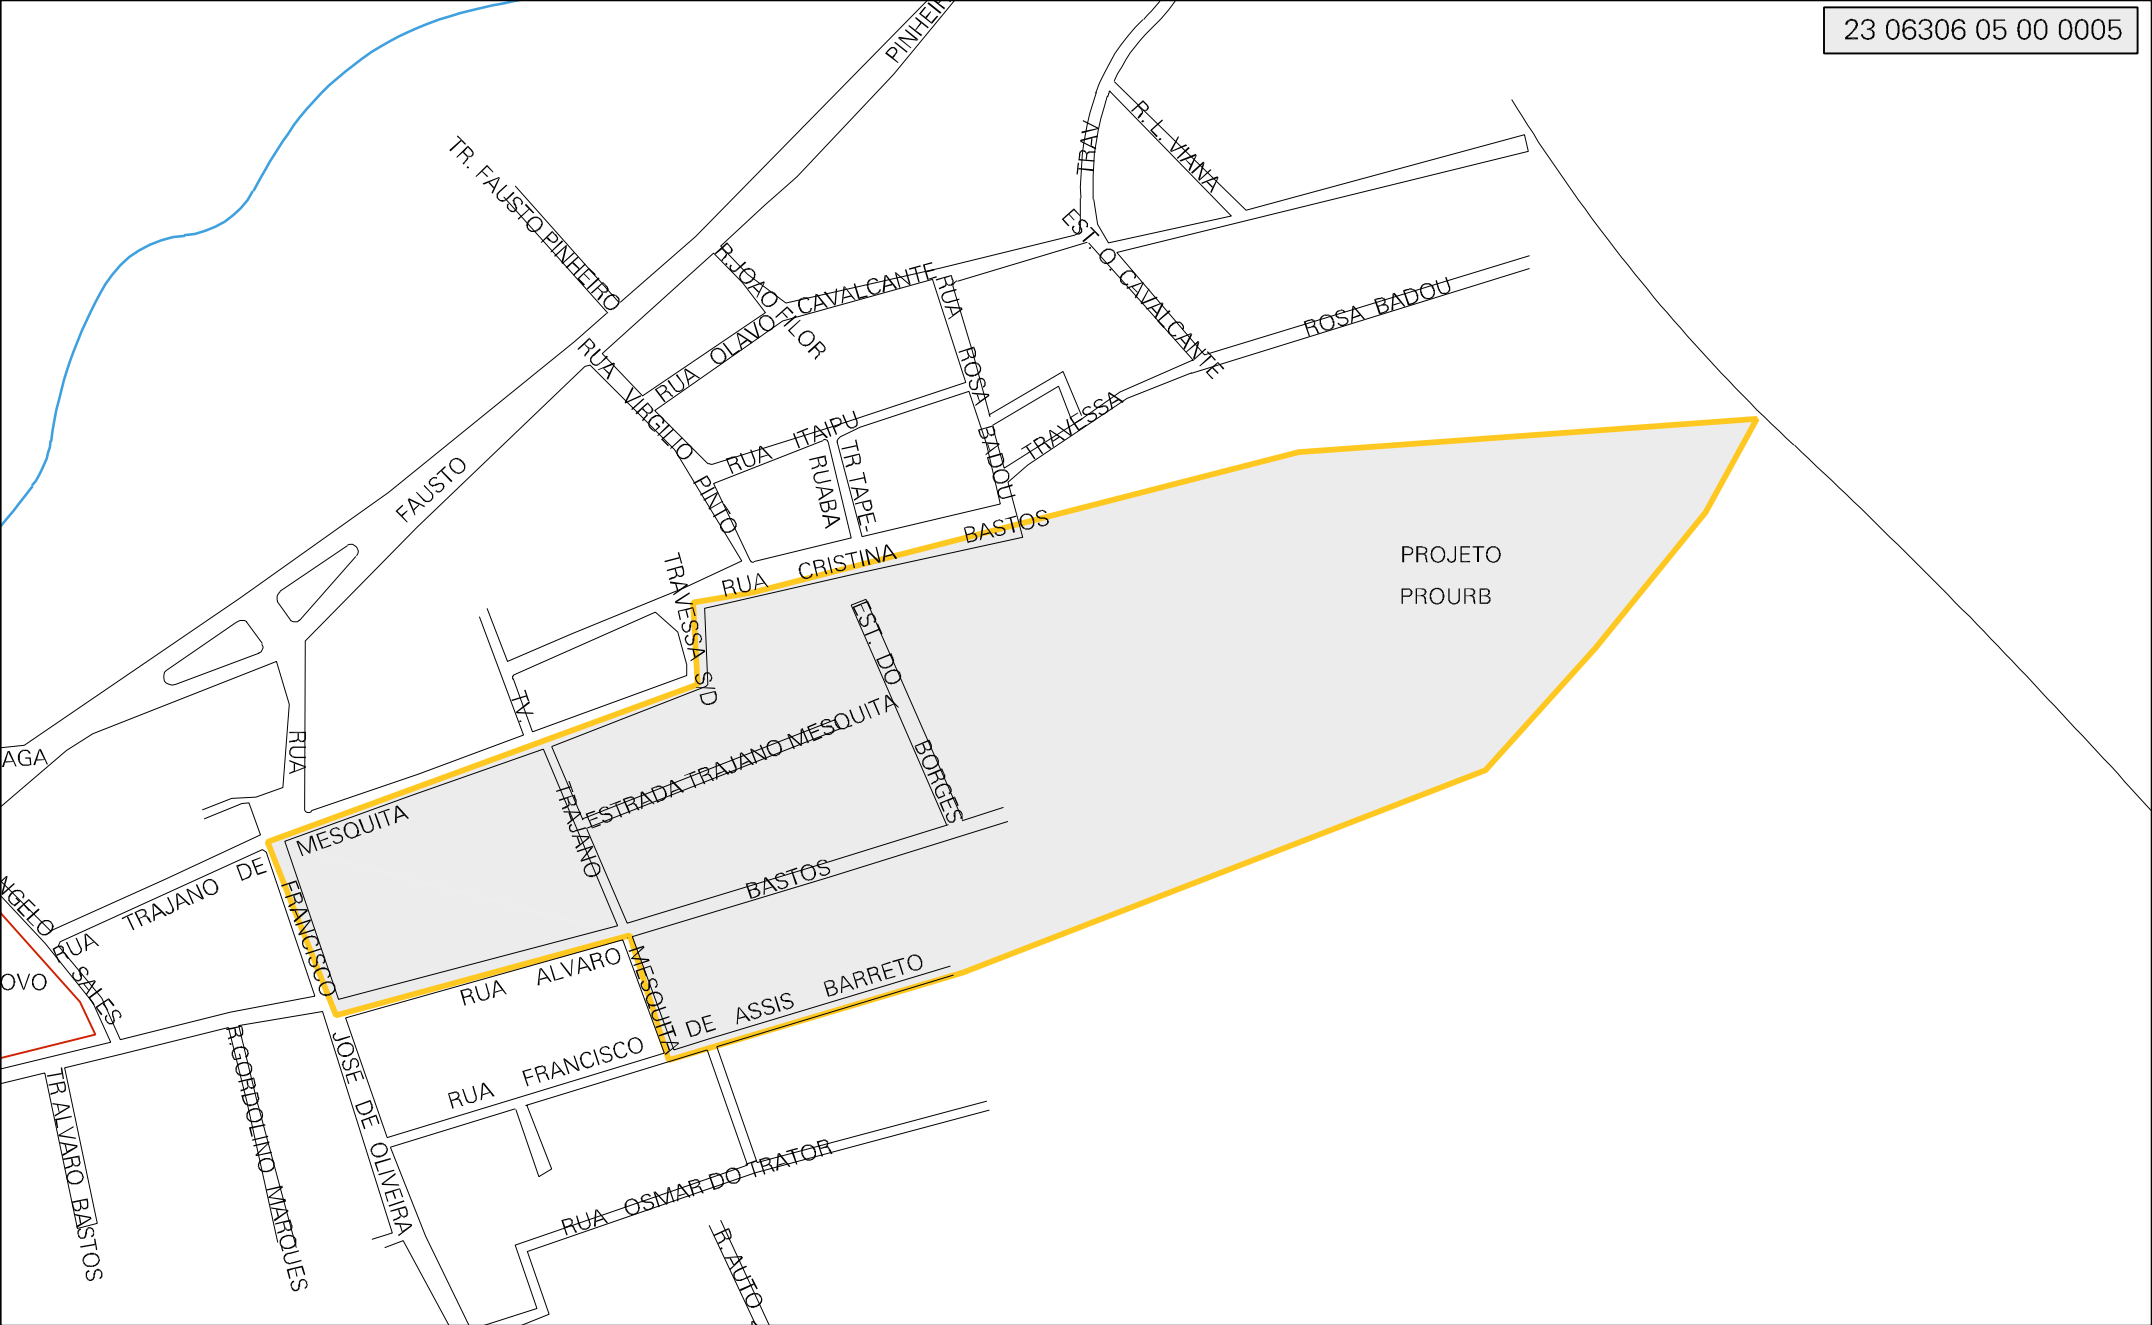 23 06306 05 00 0005
PINHEIR
TRAV
R. L. VIANA
TR. FAUSTO PINHEIRO
EST. O. CAVALCANTE
R.JOAO FILOR
RUA OLAVO CAVALCANTE
RUA ROSA BADOU
ROSA BADOU
TRAVESSA
RUA VIRGILIO PINTO
RUA ITAIPU
RUABA
TR TAPE-
FAUSTO
RUA CRISTINA BASTOS
PROJETO
PROURB
TRAVESSA S/D
EST. DO BORGES
TV.
ESTRADA TRAJANO MESQUITA
RUA
AGA
MESQUITA
TRAJANO
BASTOS
RUA TRAJANO DE
FRANCISCO
NGELO
R SALES
OVO
RUA ALVARO
MESQUITA
RUA FRANCISCO DE ASSIS BARRETO
R.GORDOLINO MARQUES
JOSE DE OLIVEIRA
TR ALVARO BASTOS
RUA OSMAR DO TRATOR
R. AUTO